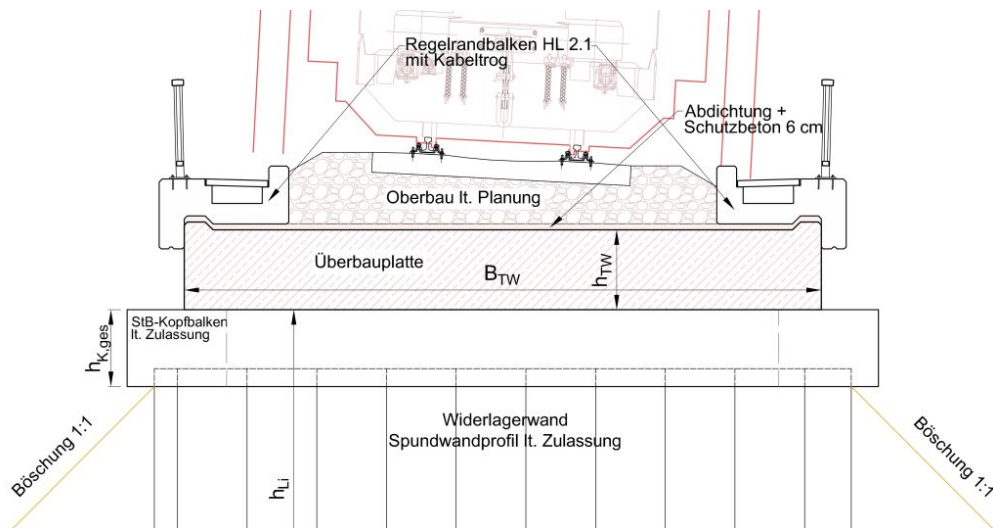 Regelrandbalken HL 2.1
mit Kabeltrog
Abdichtung +
Schutzbeton 6 cm
Oberbau lt. Planung
Überbauplatte
B_TW
h_TW
StB-Kopfbalken
lt. Zulassung
h_K,ges
Widerlagerwand
Spundwandprofil lt. Zulassung
h_Li
Böschung 1:1
Böschung 1:1